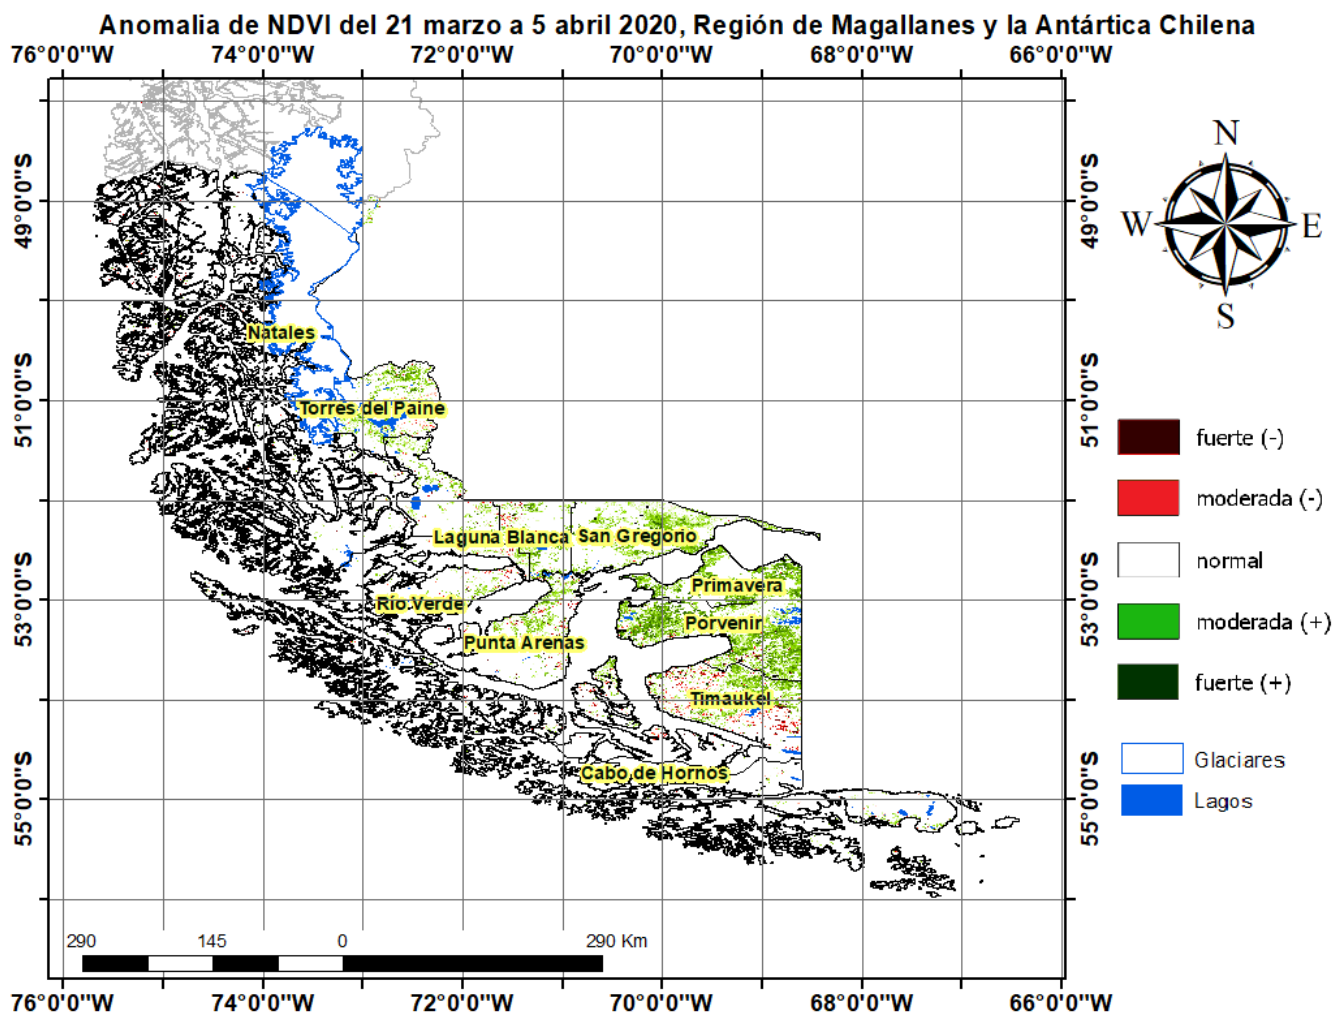 Anomalia de NDVI del 21 marzo a 5 abril 2020, Región de Magallanes y la Antártica Chilena
76°0'0"W 74°0'0"W 72°0'0"W 70°0'0"W 68°0'0"W 66°0'0"W
N
W E
S
49°0'0"S 49°0'0"S
Natales
51°0'0"S 51°0'0"S
Torres del Paine
Laguna Blanca San Gregorio
Primavera
53°0'0"S 53°0'0"S
Río Verde
Porvenir
Punta Arenas
Timaukel
Cabo de Hornos
55°0'0"S 55°0'0"S
fuerte (-)
moderada (-)
normal
moderada (+)
fuerte (+)
Glaciares
Lagos
290 145 0 290 Km
76°0'0"W 74°0'0"W 72°0'0"W 70°0'0"W 68°0'0"W 66°0'0"W